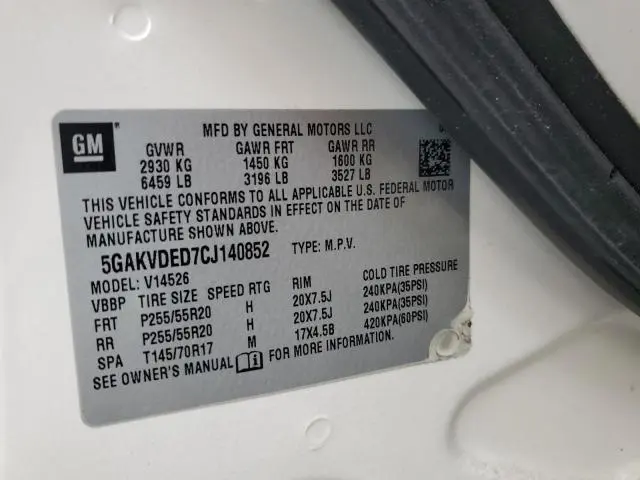 MFD BY GENERAL MOTORS LLC
GM
GVWR GAWR FRT GAWR RR
2930 KG 1450 KG 1600 KG
6459 LB 3196 LB 3527 LB
THIS VEHICLE CONFORMS TO ALL APPLICABLE U.S. FEDERAL MOTOR
VEHICLE SAFETY STANDARDS IN EFFECT ON THE DATE OF
MANUFACTURE SHOWN ABOVE.
5GAKVDED7CJ140852 TYPE: M.P.V.
MODEL: V14526
VBBP TIRE SIZE SPEED RTG RIM COLD TIRE PRESSURE
FRT P255/55R20 H 20X7.5J 240KPA(35PSI)
RR P255/55R20 H 20X7.5J 240KPA(35PSI)
SPA T145/70R17 M 17X4.5B 420KPA(60PSI)
SEE OWNER'S MANUAL FOR MORE INFORMATION.